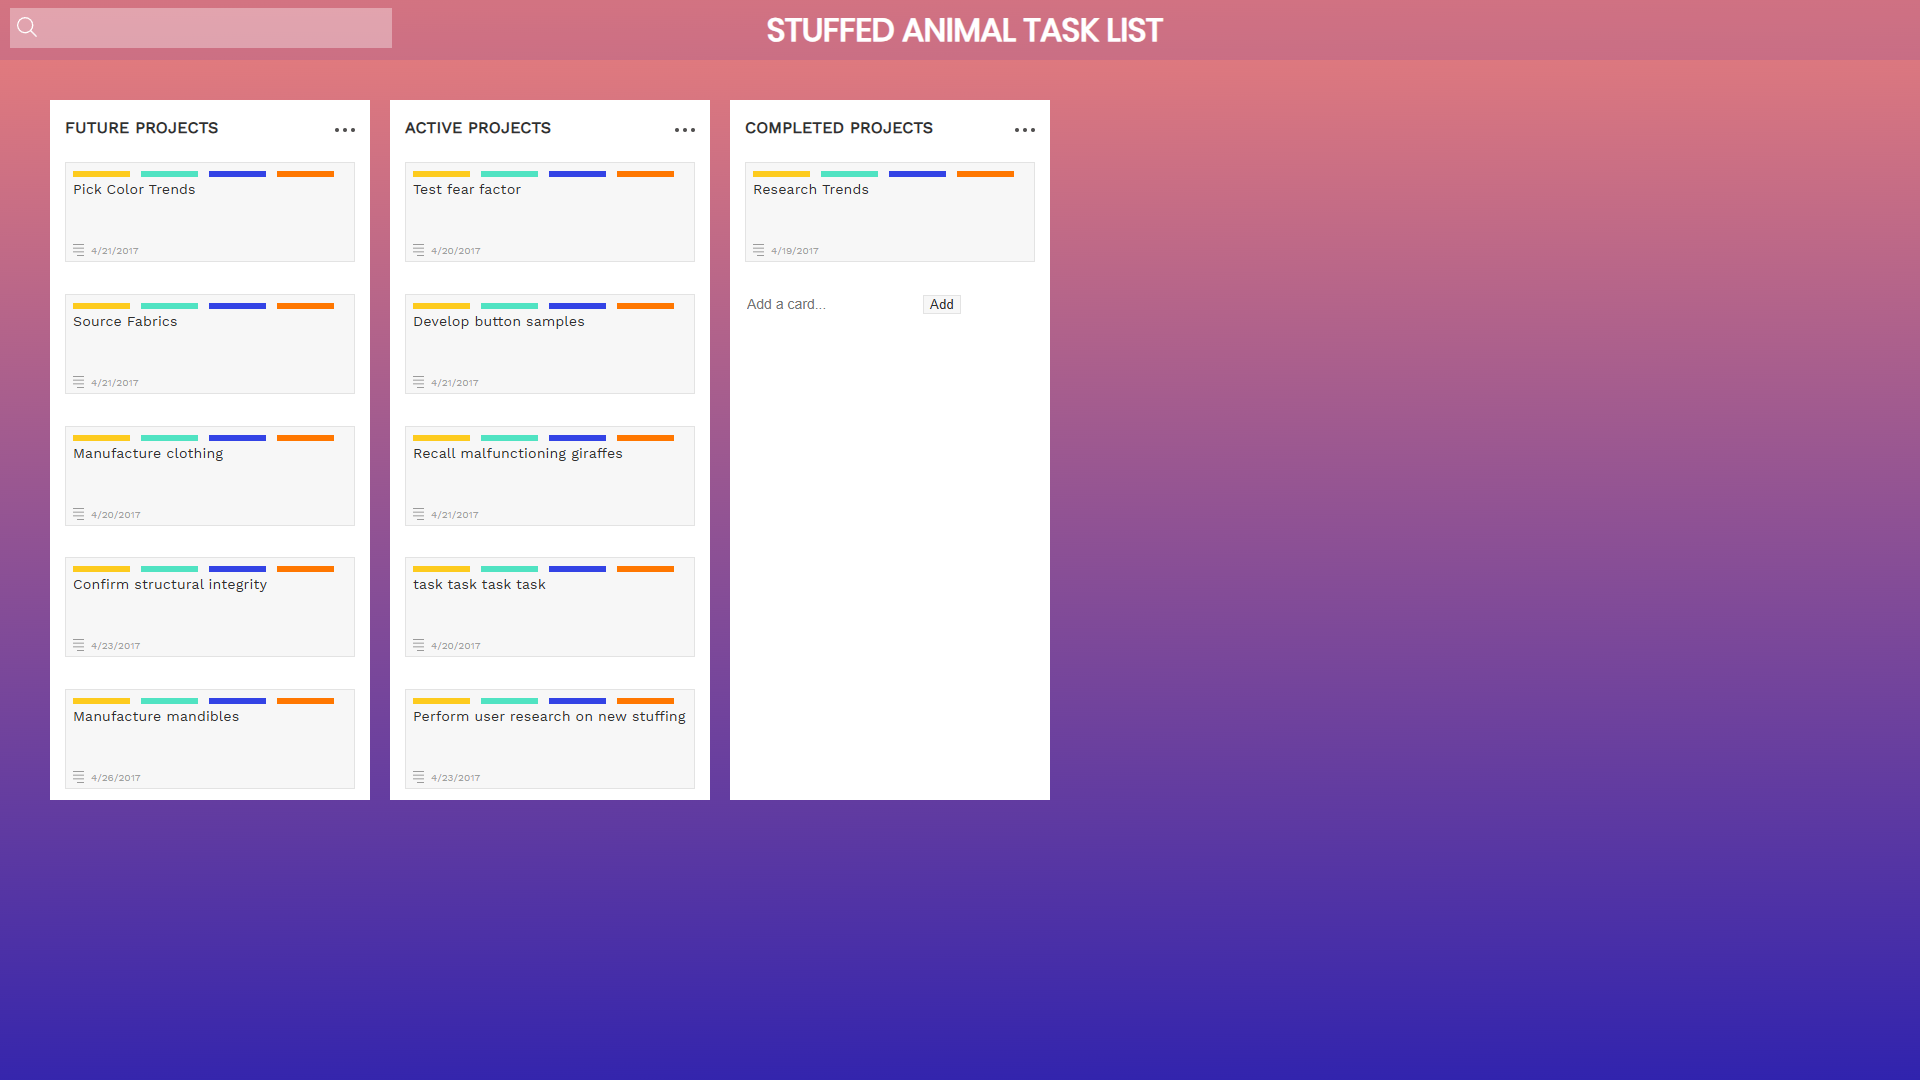 STUFFED ANIMAL TASK LIST
FUTURE PROJECTS
Pick Color Trends
4/21/2017
Source Fabrics
4/21/2017
Manufacture clothing
4/20/2017
Confirm structural integrity
4/23/2017
Manufacture mandibles
4/26/2017
ACTIVE PROJECTS
Test fear factor
4/20/2017
Develop button samples
4/21/2017
Recall malfunctioning giraffes
4/21/2017
task task task task
4/20/2017
Perform user research on new stuffing
4/23/2017
COMPLETED PROJECTS
Research Trends
4/19/2017
Add a card...
Add